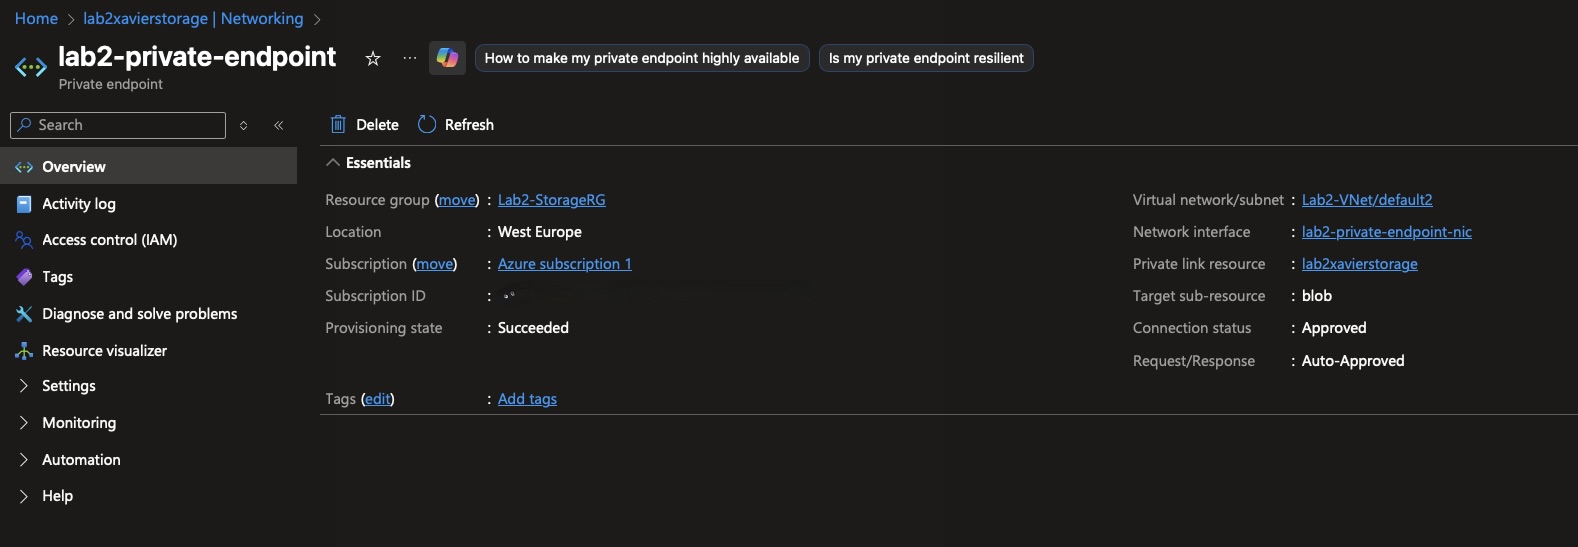 Home > lab2xavierstorage | Networking >
lab2-private-endpoint
How to make my private endpoint highly available
Is my private endpoint resilient
Private endpoint
Search
Overview
Activity log
Access control (IAM)
Tags
Diagnose and solve problems
Resource visualizer
Settings
Monitoring
Automation
Help
Delete
Refresh
Essentials
Resource group (move) : Lab2-StorageRG
Location : West Europe
Subscription (move) : Azure subscription 1
Subscription ID :
Provisioning state : Succeeded
Virtual network/subnet : Lab2-VNet/default2
Network interface : lab2-private-endpoint-nic
Private link resource : lab2xavierstorage
Target sub-resource : blob
Connection status : Approved
Request/Response : Auto-Approved
Tags (edit) : Add tags